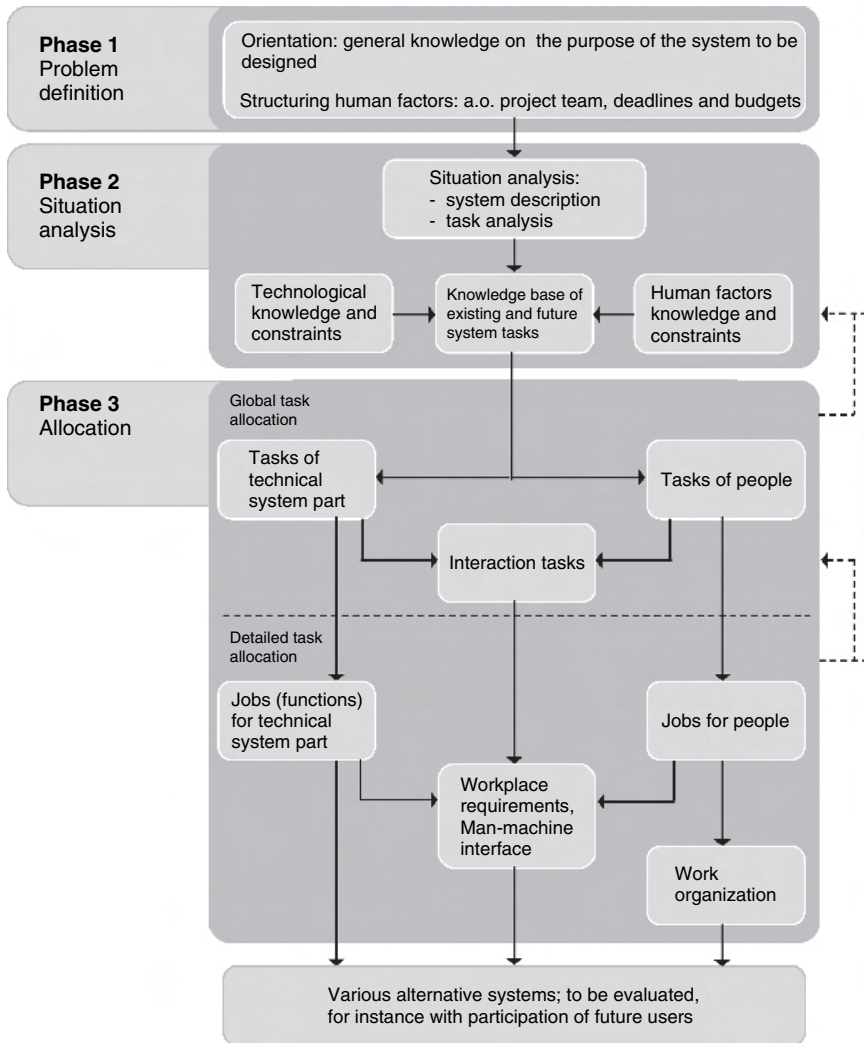 Phase 1
Problem
definition
Orientation: general knowledge on the purpose of the system to be
designed
Structuring human factors: a.o. project team, deadlines and budgets
Phase 2
Situation
analysis
Situation analysis:
- system description
- task analysis
Technological
knowledge and
constraints
Knowledge base of
existing and future
system tasks
Human factors
knowledge and
constraints
Phase 3
Allocation
Global task
allocation
Tasks of
technical
system part
Tasks of people
Interaction tasks
Detailed task
allocation
Jobs (functions)
for technical
system part
Jobs for people
Workplace
requirements,
Man-machine
interface
Work
organization
Various alternative systems; to be evaluated,
for instance with participation of future users